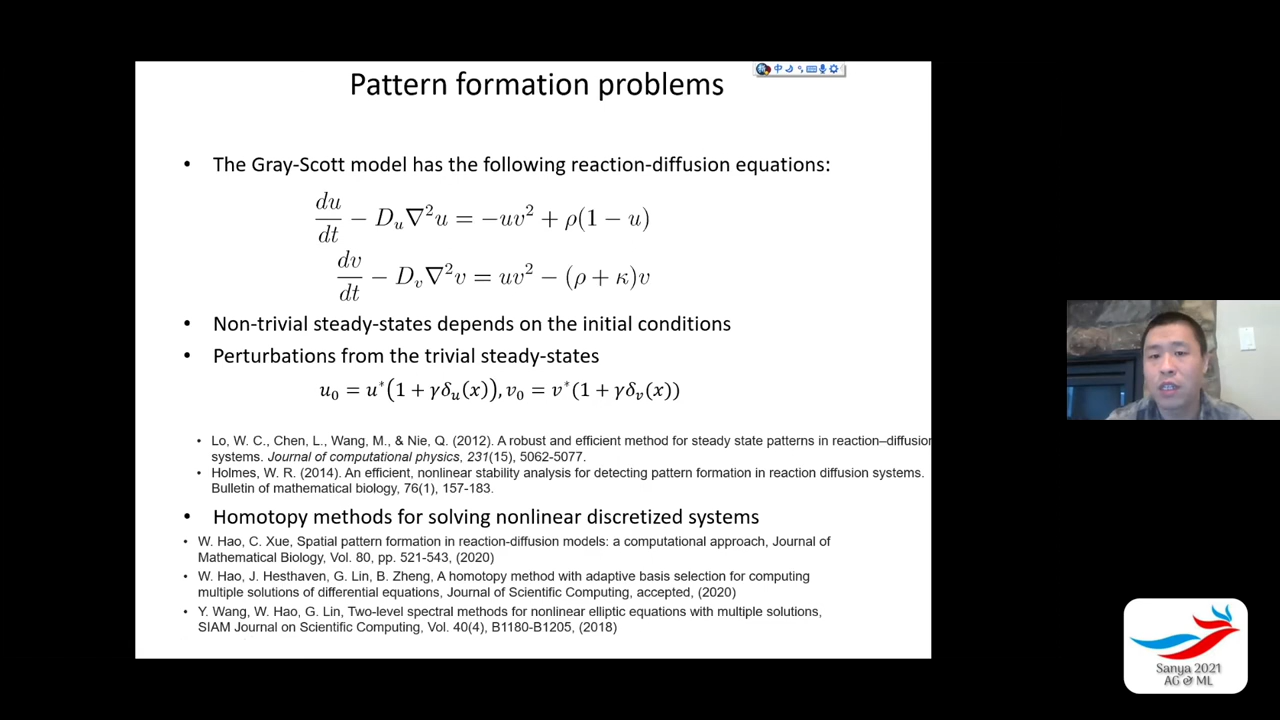 Pattern formation problems
中
• The Gray-Scott model has the following reaction-diffusion equations:
du/dt − D_u∇²u = −uv² + ρ(1 − u)
dv/dt − D_v∇²v = uv² − (ρ + κ)v
• Non-trivial steady-states depends on the initial conditions
• Perturbations from the trivial steady-states
u₀ = u*(1 + γδ_u(x)), v₀ = v*(1 + γδ_v(x))
• Lo, W. C., Chen, L., Wang, M., & Nie, Q. (2012). A robust and efficient method for steady state patterns in reaction–diffusion
systems. Journal of computational physics, 231(15), 5062-5077.
• Holmes, W. R. (2014). An efficient, nonlinear stability analysis for detecting pattern formation in reaction diffusion systems.
Bulletin of mathematical biology, 76(1), 157-183.
• Homotopy methods for solving nonlinear discretized systems
• W. Hao, C. Xue, Spatial pattern formation in reaction-diffusion models: a computational approach, Journal of
Mathematical Biology, Vol. 80, pp. 521-543, (2020)
• W. Hao, J. Hesthaven, G. Lin, B. Zheng, A homotopy method with adaptive basis selection for computing
multiple solutions of differential equations, Journal of Scientific Computing, accepted, (2020)
• Y. Wang, W. Hao, G. Lin, Two-level spectral methods for nonlinear elliptic equations with multiple solutions,
SIAM Journal on Scientific Computing, Vol. 40(4), B1180-B1205, (2018)
Sanya 2021
AG & ML